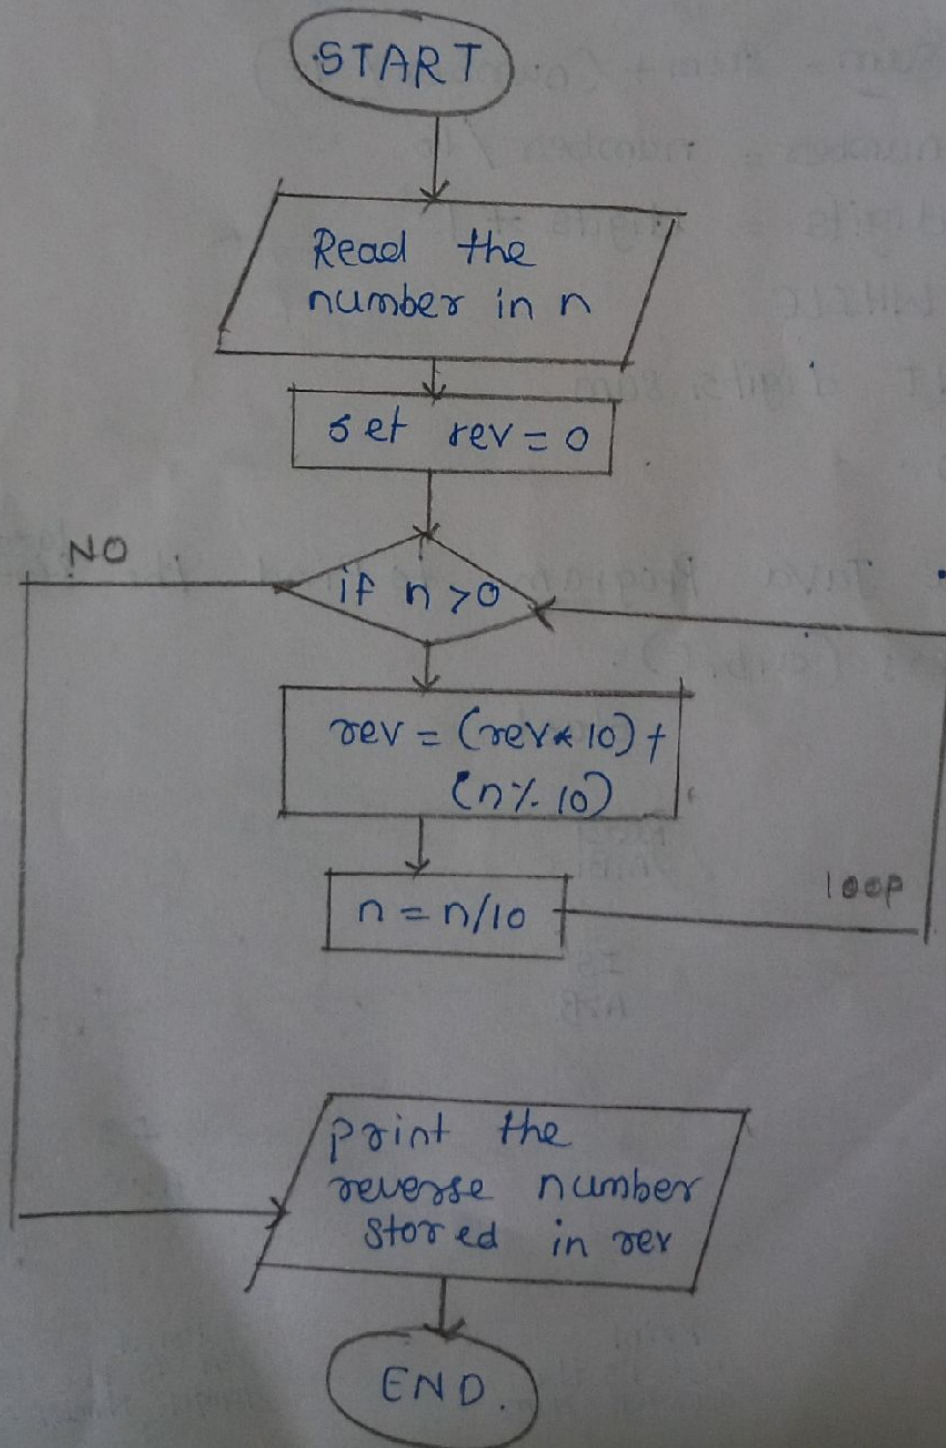 START
Read the
number in n
set rev = 0
NO
if n > 0
rev = (rev * 10) +
(n % 10)
n = n/10
loop
print the
reverse number
stored in rev
END.